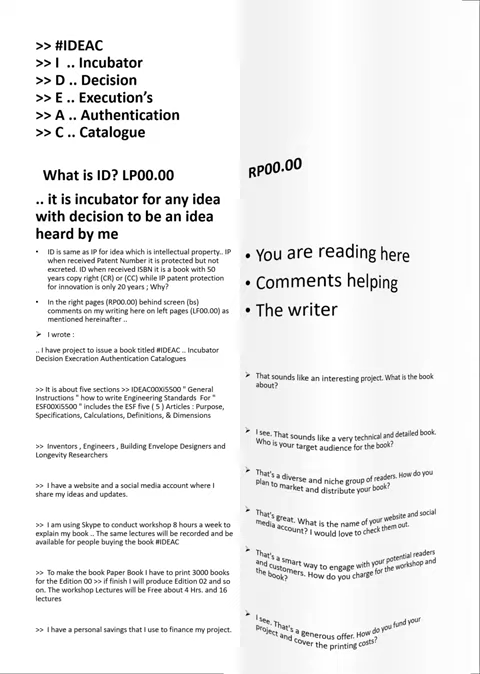 >> #IDEAC
>> I .. Incubator
>> D .. Decision
>> E .. Execution's
>> A .. Authentication
>> C .. Catalogue
What is ID? LP00.00
.. it is incubator for any idea
with decision to be an idea
heard by me
• ID is same as IP for idea which is intellectual property.. IP
when received Patent Number it is protected but not
excreted. ID when received ISBN it is a book with 50
years copy right (CR) or (CC) while IP patent protection
for innovation is only 20 years ; Why?
• In the right pages (RP00.00) behind screen (bs)
comments on my writing here on left pages (LF00.00) as
mentioned hereinafter ..
➢ I wrote :
.. I have project to issue a book titled #IDEAC .. Incubator
Decision Execration Authentication Catalogues
>> It is about five sections >> IDEAC00Xi5500 " General
Instructions " how to write Engineering Standards For "
ESF00Xi5500 " includes the ESF five ( 5 ) Articles : Purpose,
Specifications, Calculations, Definitions, & Dimensions
>> Inventors , Engineers , Building Envelope Designers and
Longevity Researchers
>> I have a website and a social media account where I
share my ideas and updates.
>> I am using Skype to conduct workshop 8 hours a week to
explain my book .. The same lectures will be recorded and be
available for people buying the book #IDEAC
>> To make the book Paper Book I have to print 3000 books
for the Edition 00 >> if finish I will produce Edition 02 and so
on. The workshop Lectures will be Free about 4 Hrs. and 16
lectures
>> I have a personal savings that I use to finance my project.
RP00.00
• You are reading here
• Comments helping
• The writer
➢ That sounds like an interesting project. What is the book
about?
➢ I see. That sounds like a very technical and detailed book.
Who is your target audience for the book?
➢ That's a diverse and niche group of readers. How do you
plan to market and distribute your book?
➢ That's great. What is the name of your website and social
media account? I would love to check them out.
➢ That's a smart way to engage with your potential readers
and customers. How do you charge for the workshop and
the book?
➢ I see. That's a generous offer. How do you fund your
project and cover the printing costs?